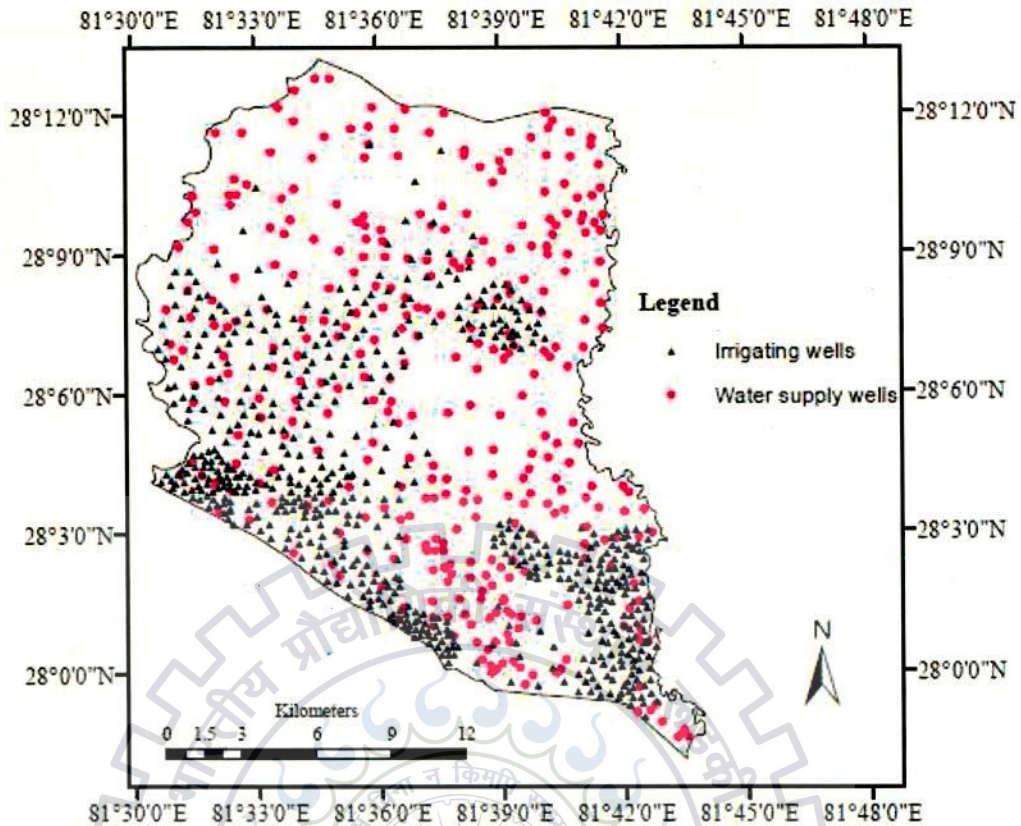 81°30'0"E 81°33'0"E 81°36'0"E 81°39'0"E 81°42'0"E 81°45'0"E 81°48'0"E
28°12'0"N 28°12'0"N
28°9'0"N 28°9'0"N
Legend
Irrigating wells
28°6'0"N 28°6'0"N
Water supply wells
28°3'0"N 28°3'0"N
N
28°0'0"N 28°0'0"N
Kilometers
0 1.5 3 6 9 12
81°30'0"E 81°33'0"E 81°36'0"E 81°39'0"E 81°42'0"E 81°45'0"E 81°48'0"E